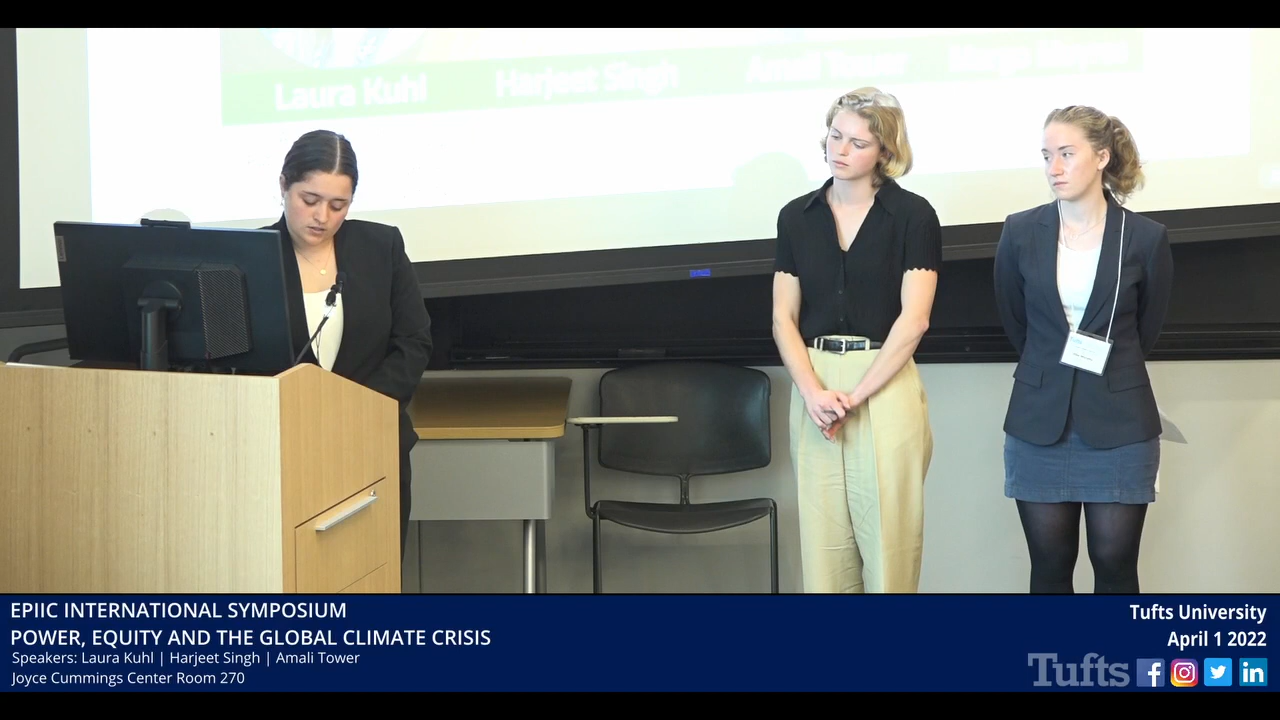 Laura Kuhl
Harjeet Singh
Amali Tower
Tufts
EPIIC INTERNATIONAL SYMPOSIUM
POWER, EQUITY AND THE GLOBAL CLIMATE CRISIS
Speakers: Laura Kuhl | Harjeet Singh | Amali Tower
Joyce Cummings Center Room 270
Tufts University
April 1 2022
Tufts